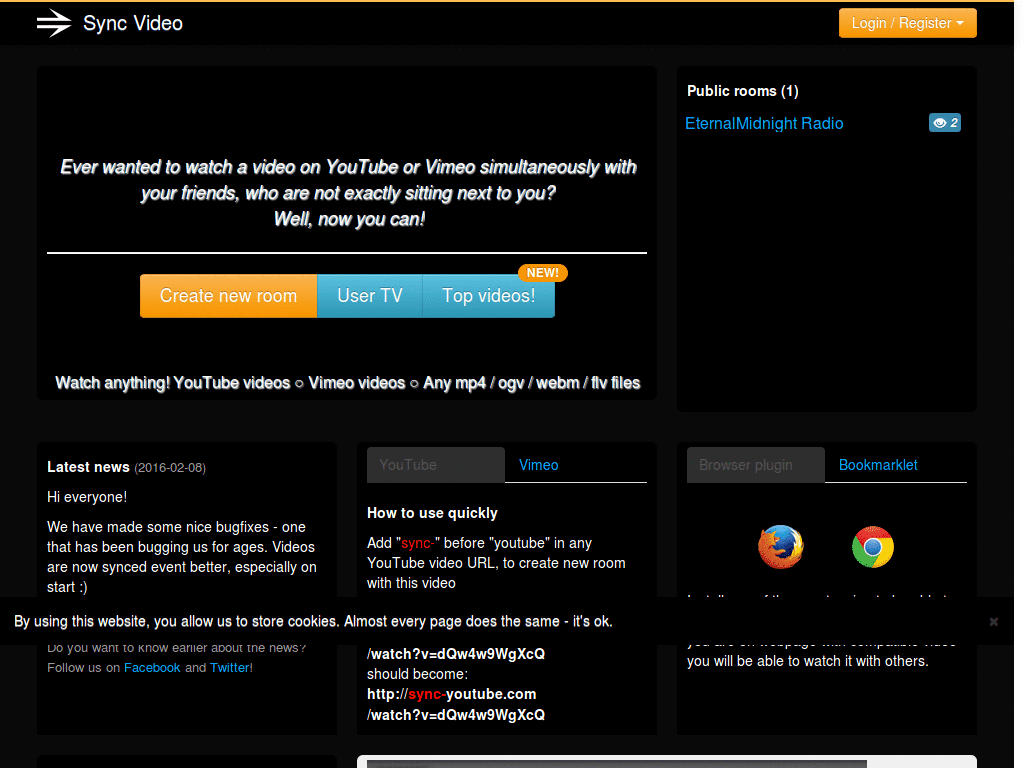 Sync Video
Login / Register
Ever wanted to watch a video on YouTube or Vimeo simultaneously with
your friends, who are not exactly sitting next to you?
Well, now you can!
NEW!
Create new room
User TV
Top videos!
Watch anything! YouTube videos ○ Vimeo videos ○ Any mp4 / ogv / webm / flv files
Public rooms (1)
EternalMidnight Radio
2
Latest news (2016-02-08)
Hi everyone!
We have made some nice bugfixes - one
that has been bugging us for ages. Videos
are now synced event better, especially on
start :)
Do you want to know earlier about the news?
Follow us on Facebook and Twitter!
YouTube
Vimeo
How to use quickly
Add "sync-" before "youtube" in any
YouTube video URL, to create new room
with this video
/watch?v=dQw4w9WgXcQ
should become:
http://sync-youtube.com
/watch?v=dQw4w9WgXcQ
Browser plugin
Bookmarklet
you will be able to watch it with others.
By using this website, you allow us to store cookies. Almost every page does the same - it's ok.
×